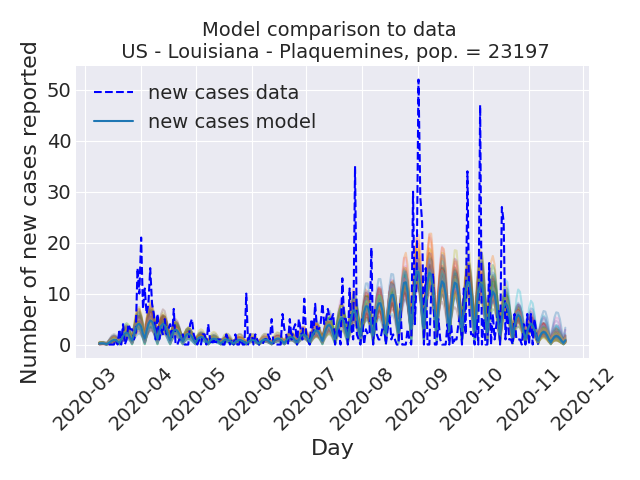 Model comparison to data
US - Louisiana - Plaquemines, pop. = 23197
Number of new cases reported
50
40
30
20
10
0
new cases data
new cases model
2020-03
2020-04
2020-05
2020-06
2020-07
2020-08
2020-09
2020-10
2020-11
2020-12
Day